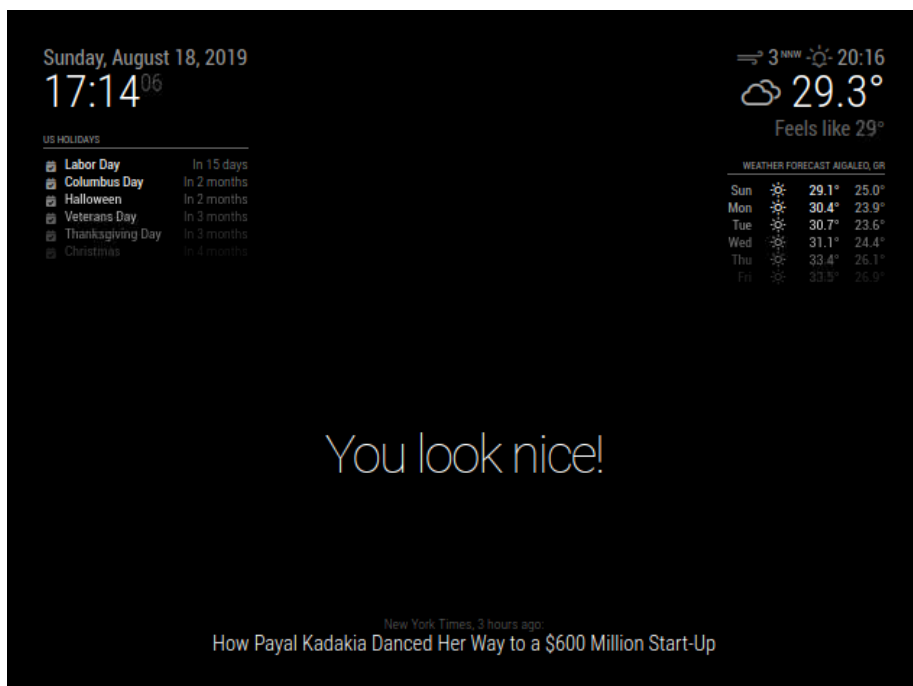 Sunday, August 18, 2019
17:14 06
US HOLIDAYS
Labor Day In 15 days
Columbus Day In 2 months
Halloween In 2 months
Veterans Day In 3 months
Thanksgiving Day In 3 months
Christmas In 4 months
3 NNW 20:16
29.3°
Feels like 29°
WEATHER FORECAST AIGALEO, GR
Sun 29.1° 25.0°
Mon 30.4° 23.9°
Tue 30.7° 23.6°
Wed 31.1° 24.4°
Thu 33.4° 26.1°
Fri 33.5° 26.9°
You look nice!
New York Times, 3 hours ago:
How Payal Kadakia Danced Her Way to a $600 Million Start-Up